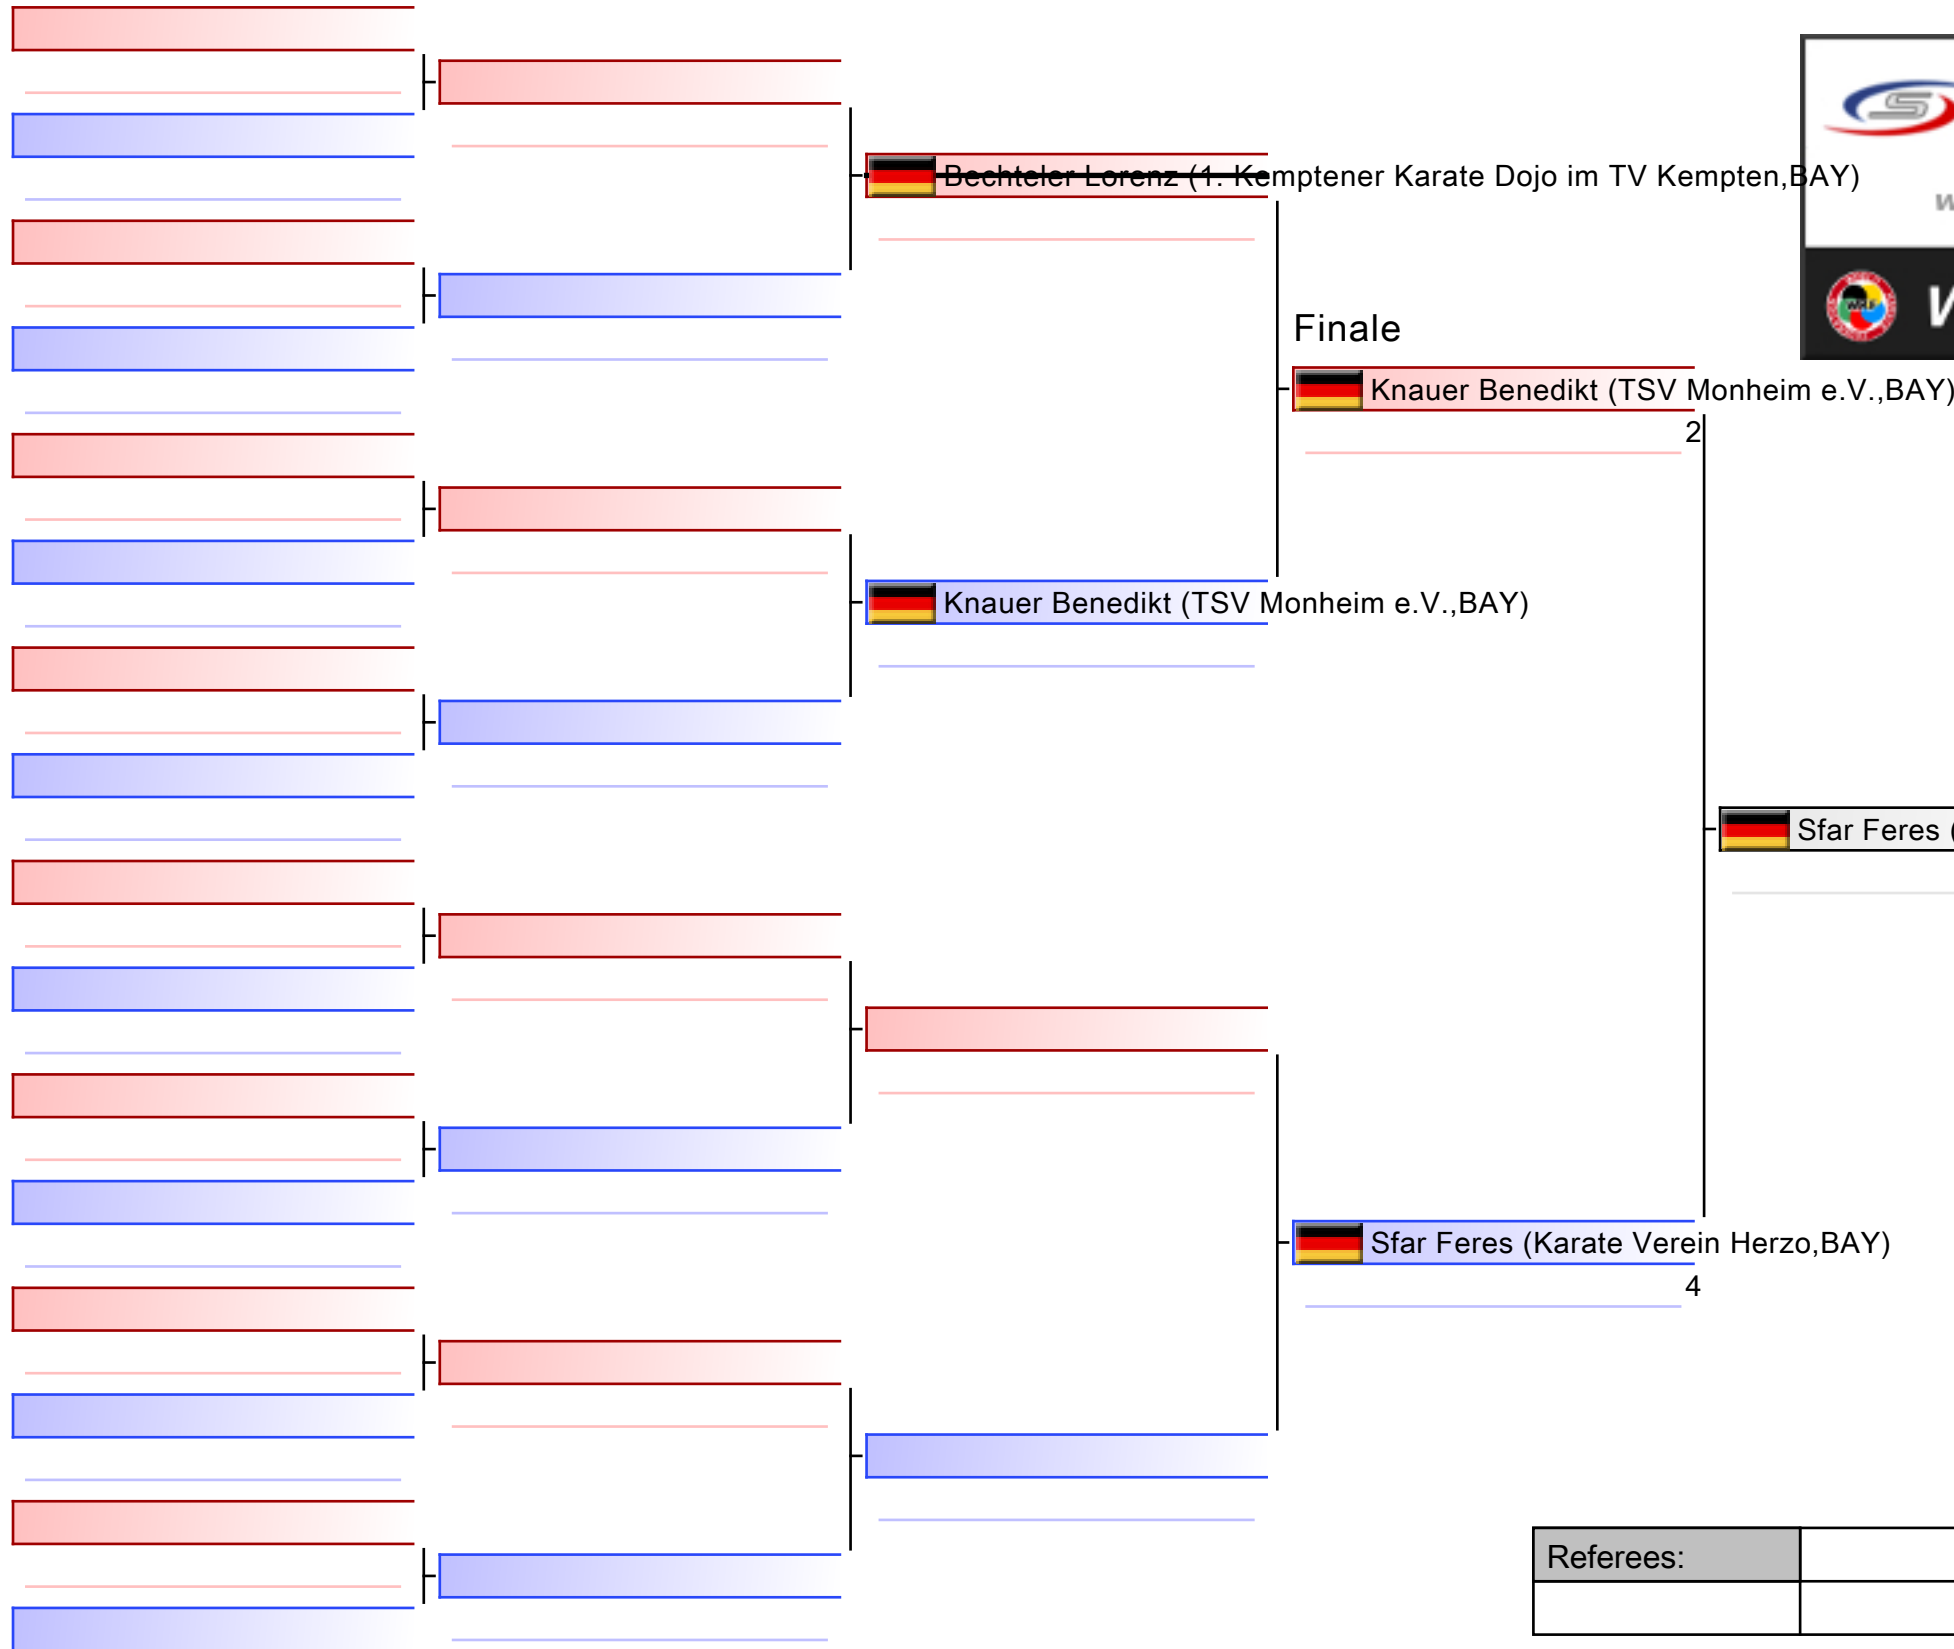 Bechteler Lorenz (1. Kemptener Karate Dojo im TV Kempten,BAY)
Finale
Knauer Benedikt (TSV Monheim e.V.,BAY)
2
Knauer Benedikt (TSV Monheim e.V.,BAY)
Sfar Feres (
Sfar Feres (Karate Verein Herzo,BAY)
4
Referees: